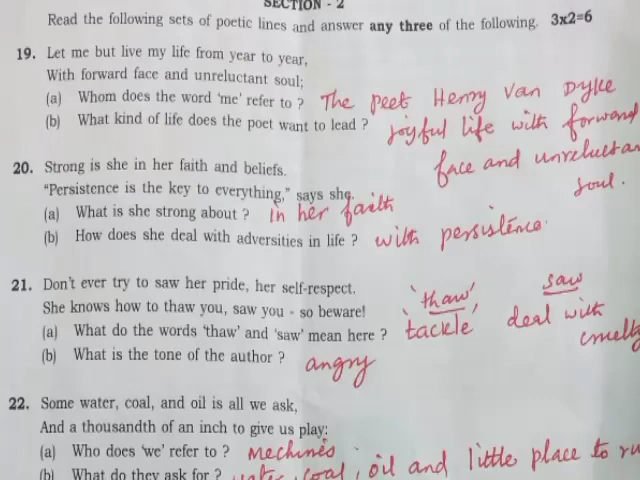 SECTION - 2
Read the following sets of poetic lines and answer any three of the following. 3x2=6
19. Let me but live my life from year to year,
With forward face and unreluctant soul;
(a) Whom does the word 'me' refer to ? The poet Henry Van Dyke
(b) What kind of life does the poet want to lead ? joyful life with forward
face and unreluctan
soul.
20. Strong is she in her faith and beliefs.
"Persistence is the key to everything," says she.
(a) What is she strong about ? In her faith
(b) How does she deal with adversities in life ? with persistence.
21. Don't ever try to saw her pride, her self-respect.
She knows how to thaw you, saw you - so beware!
'thaw', saw
(a) What do the words 'thaw' and 'saw' mean here ? tackle deal with
cruelty
(b) What is the tone of the author ? angry
22. Some water, coal, and oil is all we ask,
And a thousandth of an inch to give us play:
(a) Who does 'we' refer to ? Mechines
(b) What do they ask for ? water, coal, oil and little place to ru